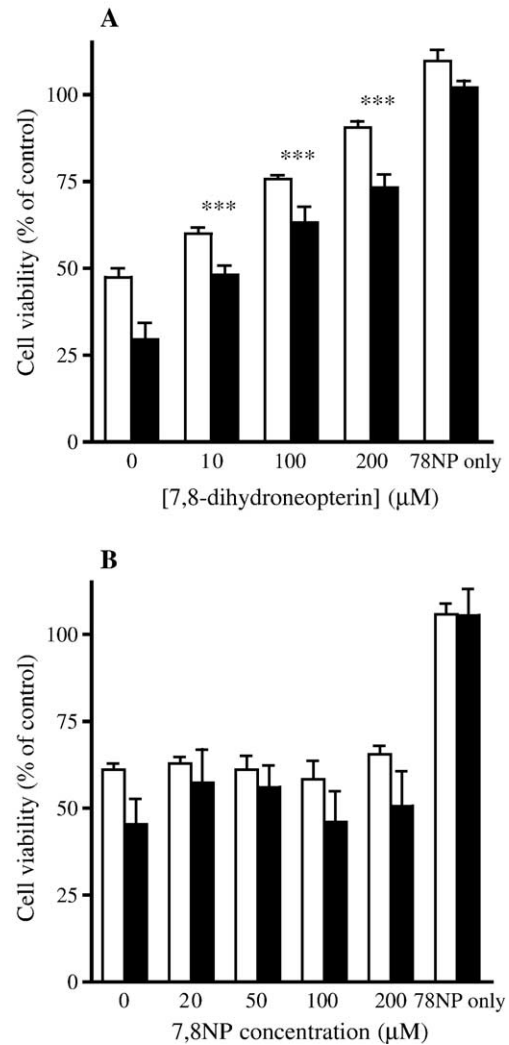 A
Cell viability (% of control)
100
75
50
25
0
***
***
***
0 10 100 200 78NP only
[7,8-dihydroneopterin] (μM)
B
Cell viability (% of control)
100
75
50
25
0
0 20 50 100 200 78NP only
7,8NP concentration (μM)